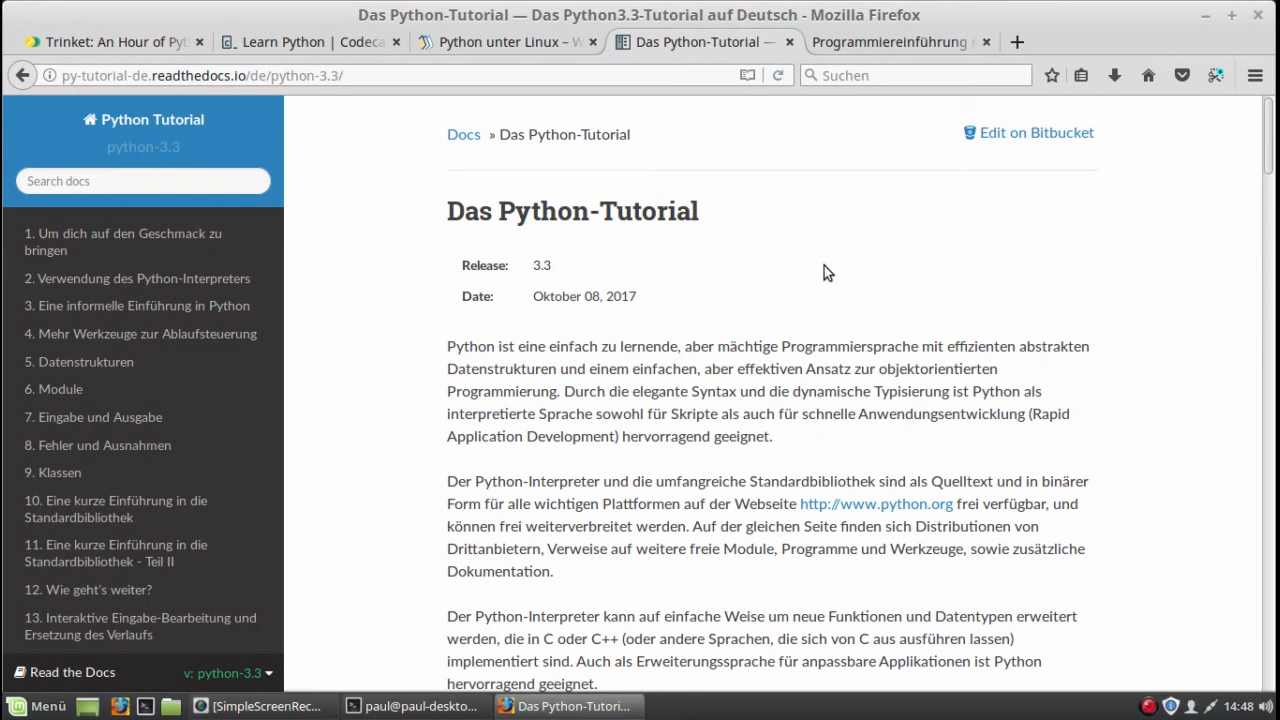 Das Python-Tutorial — Das Python3.3-Tutorial auf Deutsch - Mozilla Firefox
Trinket: An Hour of Pyt
Learn Python | Codeca
Python unter Linux – W
Das Python-Tutorial —
Programmiereinführung m
py-tutorial-de.readthedocs.io/de/python-3.3/
Suchen
Python Tutorial
python-3.3
Search docs
1. Um dich auf den Geschmack zu
bringen
2. Verwendung des Python-Interpreters
3. Eine informelle Einführung in Python
4. Mehr Werkzeuge zur Ablaufsteuerung
5. Datenstrukturen
6. Module
7. Eingabe und Ausgabe
8. Fehler und Ausnahmen
9. Klassen
10. Eine kurze Einführung in die
Standardbibliothek
11. Eine kurze Einführung in die
Standardbibliothek - Teil II
12. Wie geht's weiter?
13. Interaktive Eingabe-Bearbeitung und
Ersetzung des Verlaufs
Read the Docs
v: python-3.3
Docs » Das Python-Tutorial
Edit on Bitbucket
Das Python-Tutorial
Release: 3.3
Date: Oktober 08, 2017
Python ist eine einfach zu lernende, aber mächtige Programmiersprache mit effizienten abstrakten
Datenstrukturen und einem einfachen, aber effektiven Ansatz zur objektorientierten
Programmierung. Durch die elegante Syntax und die dynamische Typisierung ist Python als
interpretierte Sprache sowohl für Skripte als auch für schnelle Anwendungsentwicklung (Rapid
Application Development) hervorragend geeignet.
Der Python-Interpreter und die umfangreiche Standardbibliothek sind als Quelltext und in binärer
Form für alle wichtigen Plattformen auf der Webseite http://www.python.org frei verfügbar, und
können frei weiterverbreitet werden. Auf der gleichen Seite finden sich Distributionen von
Drittanbietern, Verweise auf weitere freie Module, Programme und Werkzeuge, sowie zusätzliche
Dokumentation.
Der Python-Interpreter kann auf einfache Weise um neue Funktionen und Datentypen erweitert
werden, die in C oder C++ (oder andere Sprachen, die sich von C aus ausführen lassen)
implementiert sind. Auch als Erweiterungssprache für anpassbare Applikationen ist Python
hervorragend geeignet.
Menü
[SimpleScreenRec...
paul@paul-deskto...
Das Python-Tutori...
14:48